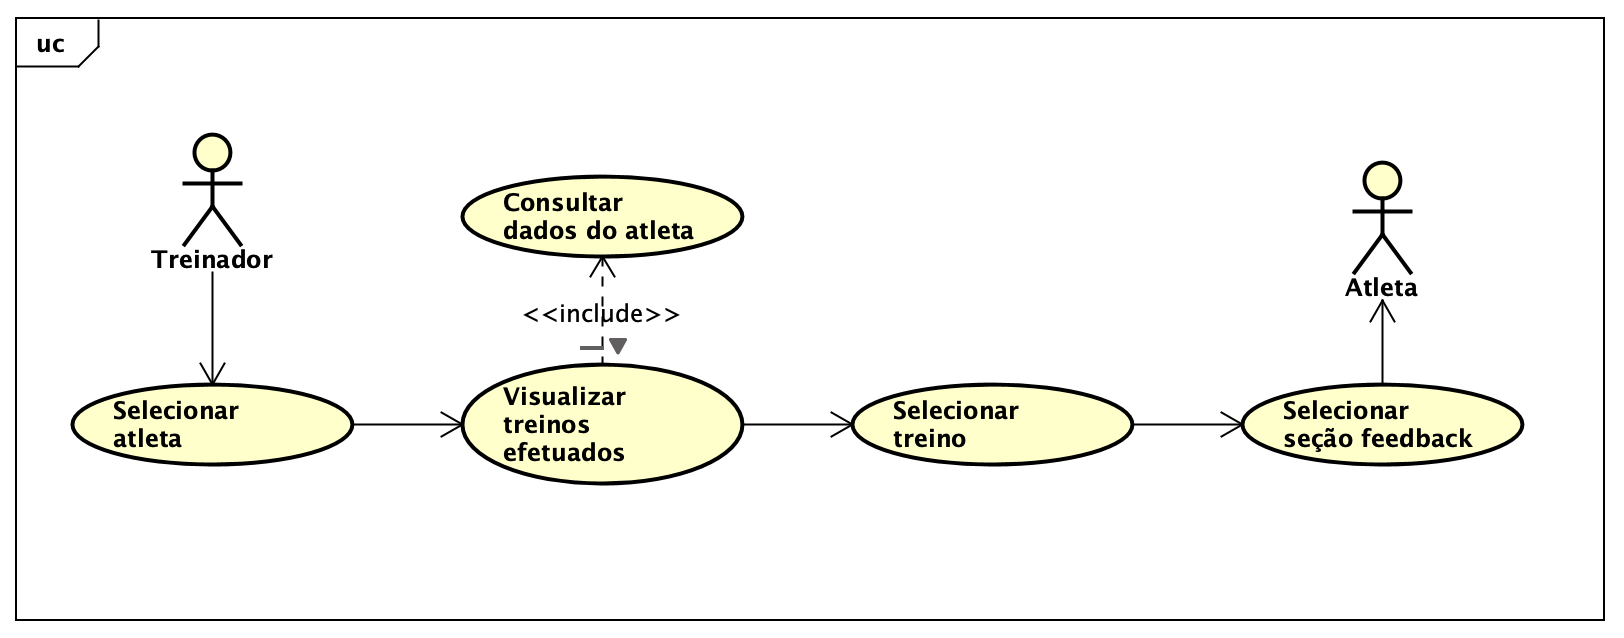 uc
Treinador
Consultar
dados do atleta
Atleta
<<include>>
Selecionar
atleta
Visualizar
treinos
efetuados
Selecionar
treino
Selecionar
seção feedback